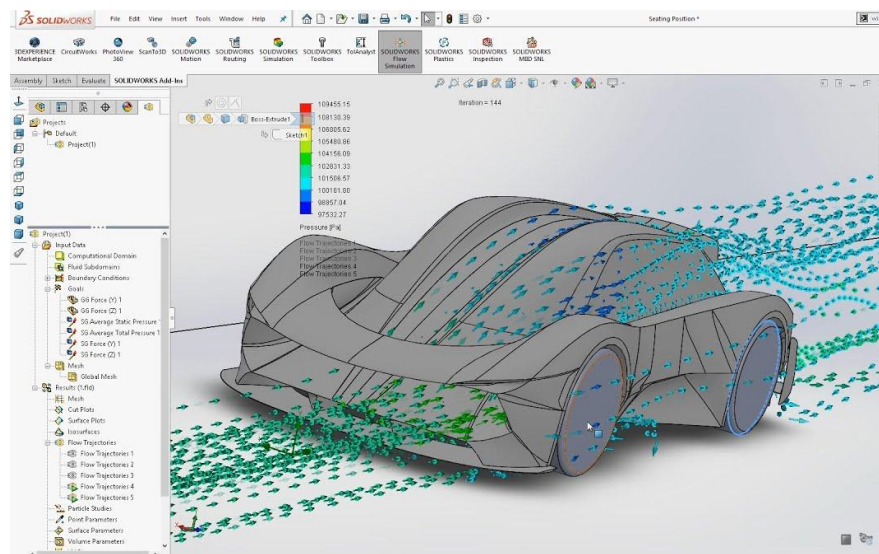 SOLIDWORKS File Edit View Insert Tools Window Help Seating Position *
3DEXPERIENCE Marketplace
CircuitWorks
PhotoView 360
ScanTo3D
SOLIDWORKS Motion
SOLIDWORKS Routing
SOLIDWORKS Simulation
SOLIDWORKS Toolbox
TolAnalyst
SOLIDWORKS Flow Simulation
SOLIDWORKS Plastics
SOLIDWORKS Inspection
SOLIDWORKS MBD SNL
Assembly Sketch Evaluate SOLIDWORKS Add-Ins
Projects
Default
Project(1)
Project(1)
Input Data
Computational Domain
Fluid Subdomains
Boundary Conditions
Goals
GG Force (Y) 1
GG Force (Z) 1
SG Average Static Pressure
SG Average Total Pressure 1
SG Force (Y) 1
SG Force (Z) 1
Mesh
Global Mesh
Results (1.fld)
Mesh
Cut Plots
Surface Plots
Isosurfaces
Flow Trajectories
Flow Trajectories 1
Flow Trajectories 2
Flow Trajectories 3
Flow Trajectories 4
Flow Trajectories 5
Particle Studies
Point Parameters
Surface Parameters
Volume Parameters
Boss-Extrude1
Sketch1
109455.15
108130.39
106805.62
105480.86
104156.09
102831.33
101506.57
100181.80
98857.04
97532.27
Pressure [Pa]
Flow Trajectories 1
Flow Trajectories 2
Flow Trajectories 3
Flow Trajectories 4
Flow Trajectories 5
Iteration = 144